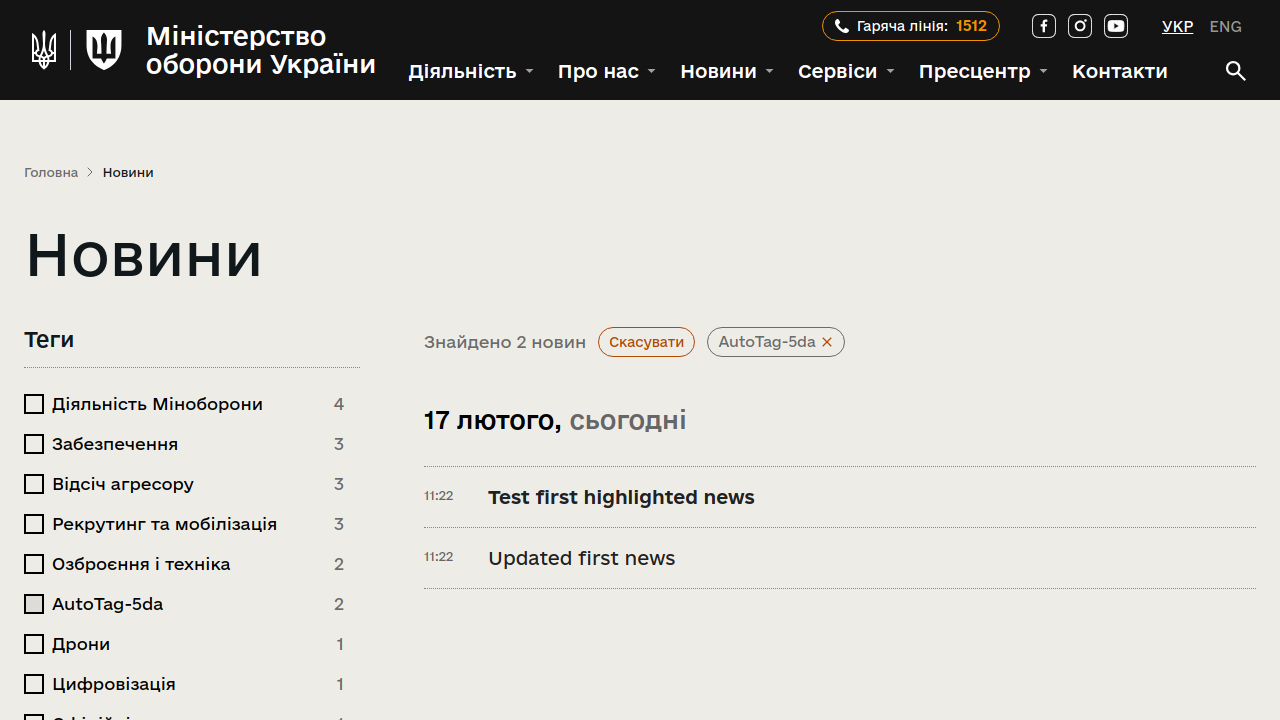 Міністерство
оборони України
Гаряча лінія: 1512
УКР ENG
Діяльність Про нас Новини Сервіси Пресцентр Контакти
Головна Новини
Новини
Теги
Діяльність Міноборони 4
Забезпечення 3
Відсіч агресору 3
Рекрутинг та мобілізація 3
Озброєння і техніка 2
AutoTag-5da 2
Дрони 1
Цифровізація 1
Знайдено 2 новин Скасувати AutoTag-5da
17 лютого, сьогодні
11:22 Test first highlighted news
11:22 Updated first news